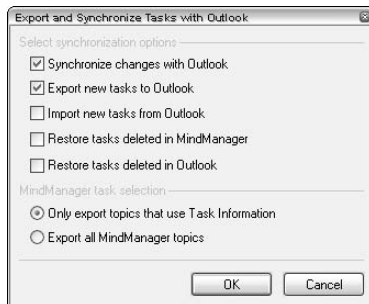 Export and Synchronize Tasks with Outlook
Select synchronization options
Synchronize changes with Outlook
Export new tasks to Outlook
Import new tasks from Outlook
Restore tasks deleted in MindManager
Restore tasks deleted in Outlook
MindManager task selection
Only export topics that use Task Information
Export all MindManager topics
OK Cancel